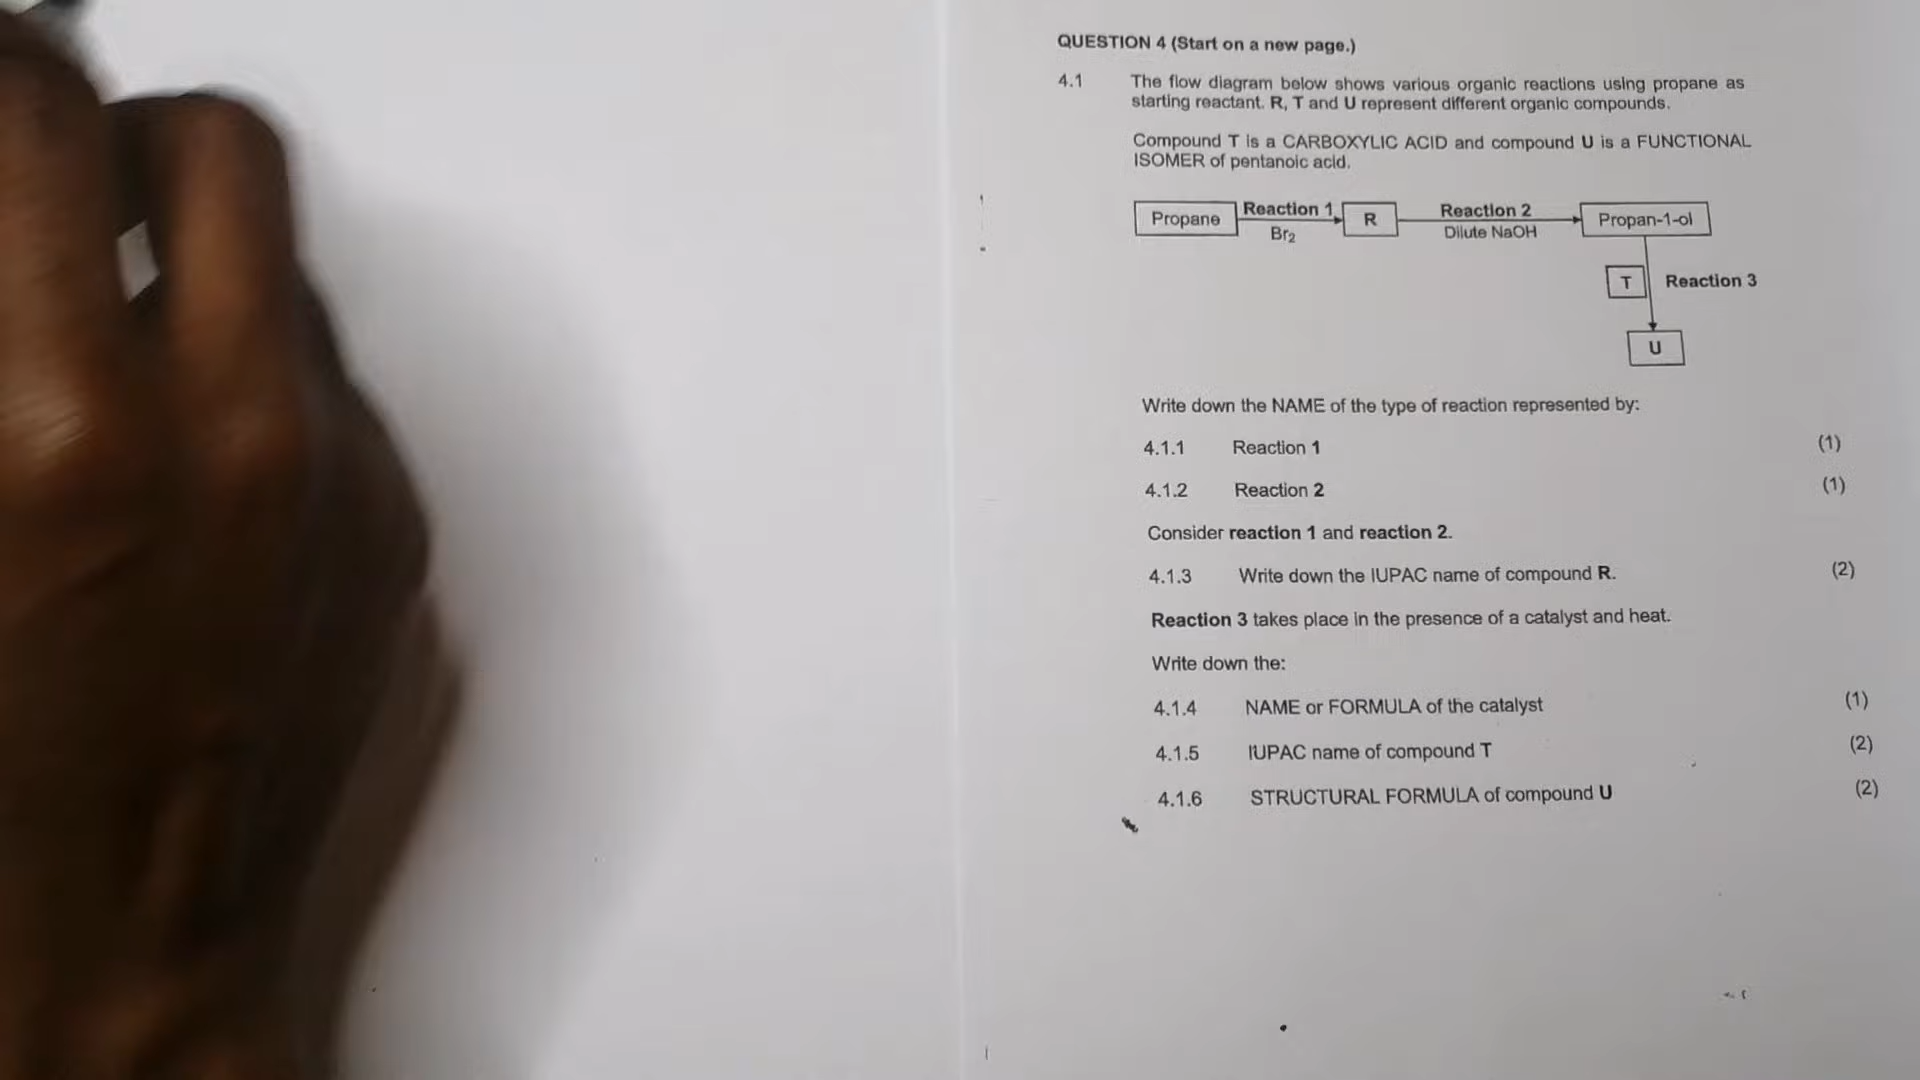 QUESTION 4 (Start on a new page.)
4.1 The flow diagram below shows various organic reactions using propane as
starting reactant. R, T and U represent different organic compounds.
Compound T is a CARBOXYLIC ACID and compound U is a FUNCTIONAL
ISOMER of pentanoic acid.
Propane
Reaction 1
Br2
R
Reaction 2
Dilute NaOH
Propan-1-ol
T
Reaction 3
U
Write down the NAME of the type of reaction represented by:
4.1.1 Reaction 1 (1)
4.1.2 Reaction 2 (1)
Consider reaction 1 and reaction 2.
4.1.3 Write down the IUPAC name of compound R. (2)
Reaction 3 takes place in the presence of a catalyst and heat.
Write down the:
4.1.4 NAME or FORMULA of the catalyst (1)
4.1.5 IUPAC name of compound T (2)
4.1.6 STRUCTURAL FORMULA of compound U (2)